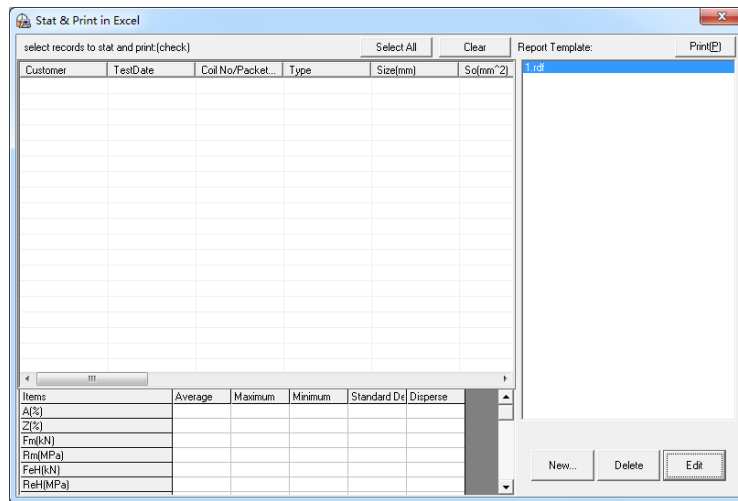 Stat & Print in Excel
select records to stat and print:(check) Select All Clear Report Template: Print(P)
Customer TestDate Coil No/Packet... Type Size(mm) So(mm^2)
1.rdf
Items Average Maximum Minimum Standard De Disperse
A(%)
Z(%)
Fm(kN)
Rm(MPa)
FeH(kN)
ReH(MPa)
New... Delete Edit